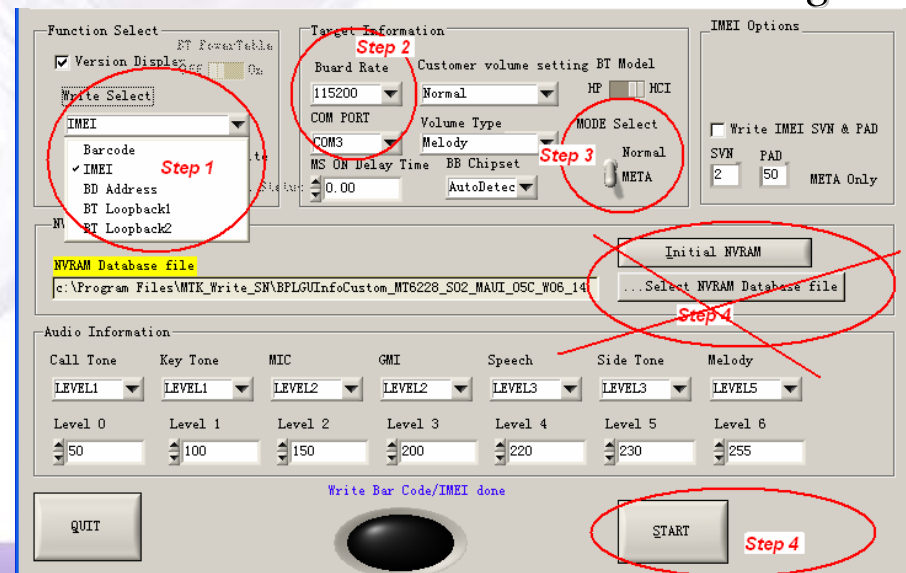 Function Select
BT PowerTable
Version Display
OFF On
Write Select
IMEI
Barcode
IMEI
BD Address
BT Loopback1
BT Loopback2
Step 1
Target Information
Step 2
Buard Rate
Customer volume setting
BT Model
115200
Normal
HP HCI
COM PORT
Volume Type
MODE Select
COM3
Melody
Step 3
Normal
META
MS ON Delay Time
BB Chipset
0.00
AutoDetec
IMEI Options
Write IMEI SVN & PAD
SVN PAD
2 50 META Only
NVRAM Database file
c:\Program Files\MTK_Write_SN\BPLGUInfoCustom_MT6228_S02_MAUI_05C_W06_14
Initial NVRAM
...Select NVRAM Database file
Step 4
Audio Information
Call Tone Key Tone MIC GMI Speech Side Tone Melody
LEVEL1 LEVEL1 LEVEL2 LEVEL2 LEVEL3 LEVEL3 LEVEL5
Level 0 Level 1 Level 2 Level 3 Level 4 Level 5 Level 6
50 100 150 200 220 230 255
Write Bar Code/IMEI done
QUIT
START
Step 4